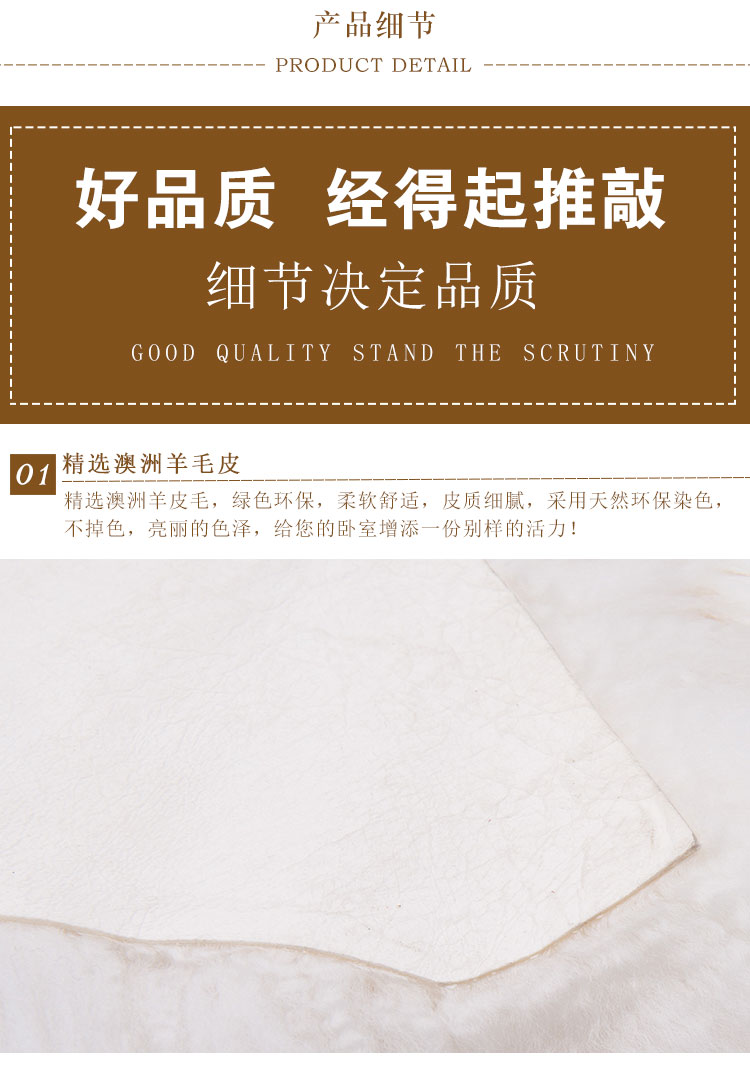 产品细节
PRODUCT DETAIL
好品质 经得起推敲
细节决定品质
GOOD QUALITY STAND THE SCRUTINY
01
精选澳洲羊毛皮
精选澳洲羊皮毛，绿色环保，柔软舒适，皮质细腻，采用天然环保染色，
不掉色，亮丽的色泽，给您的卧室增添一份别样的活力！